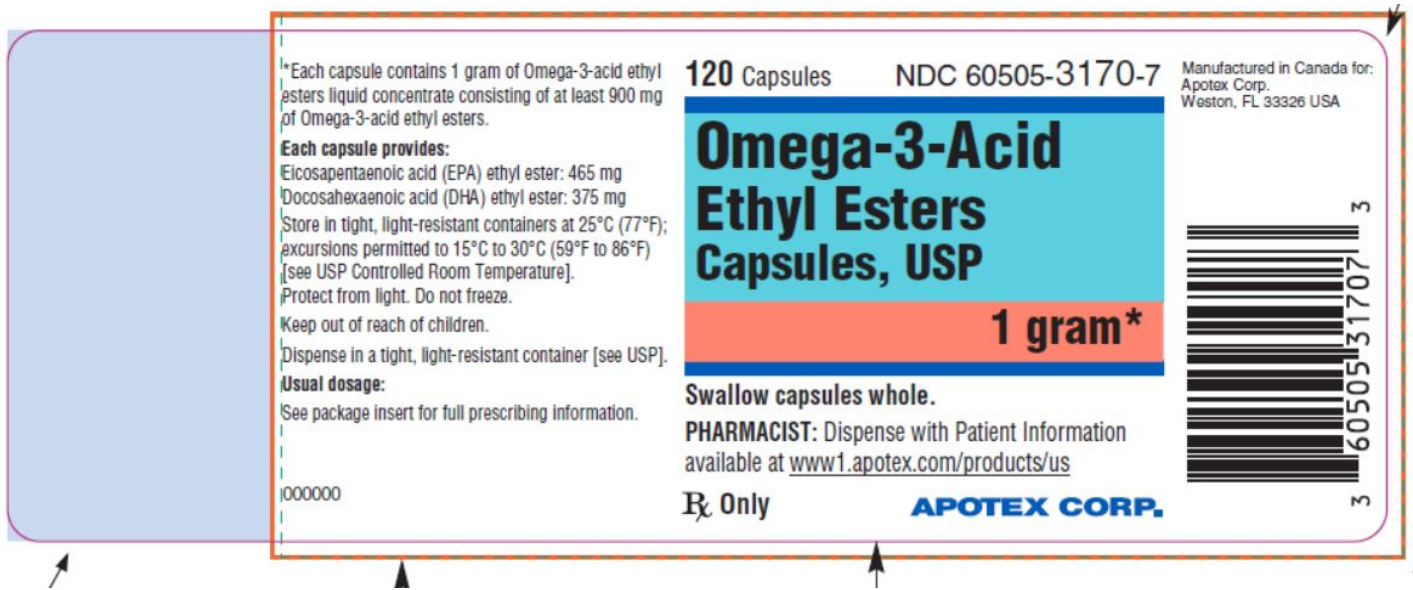 *Each capsule contains 1 gram of Omega-3-acid ethyl
esters liquid concentrate consisting of at least 900 mg
of Omega-3-acid ethyl esters.
Each capsule provides:
Eicosapentaenoic acid (EPA) ethyl ester: 465 mg
Docosahexaenoic acid (DHA) ethyl ester: 375 mg
Store in tight, light-resistant containers at 25°C (77°F);
excursions permitted to 15°C to 30°C (59°F to 86°F)
[see USP Controlled Room Temperature].
Protect from light. Do not freeze.
Keep out of reach of children.
Dispense in a tight, light-resistant container [see USP].
Usual dosage:
See package insert for full prescribing information.
000000
120 Capsules NDC 60505-3170-7
Omega-3-Acid
Ethyl Esters
Capsules, USP
1 gram*
Swallow capsules whole.
PHARMACIST: Dispense with Patient Information
available at www1.apotex.com/products/us
℞ Only
APOTEX CORP.
Manufactured in Canada for:
Apotex Corp.
Weston, FL 33326 USA
3 60505 31707 3